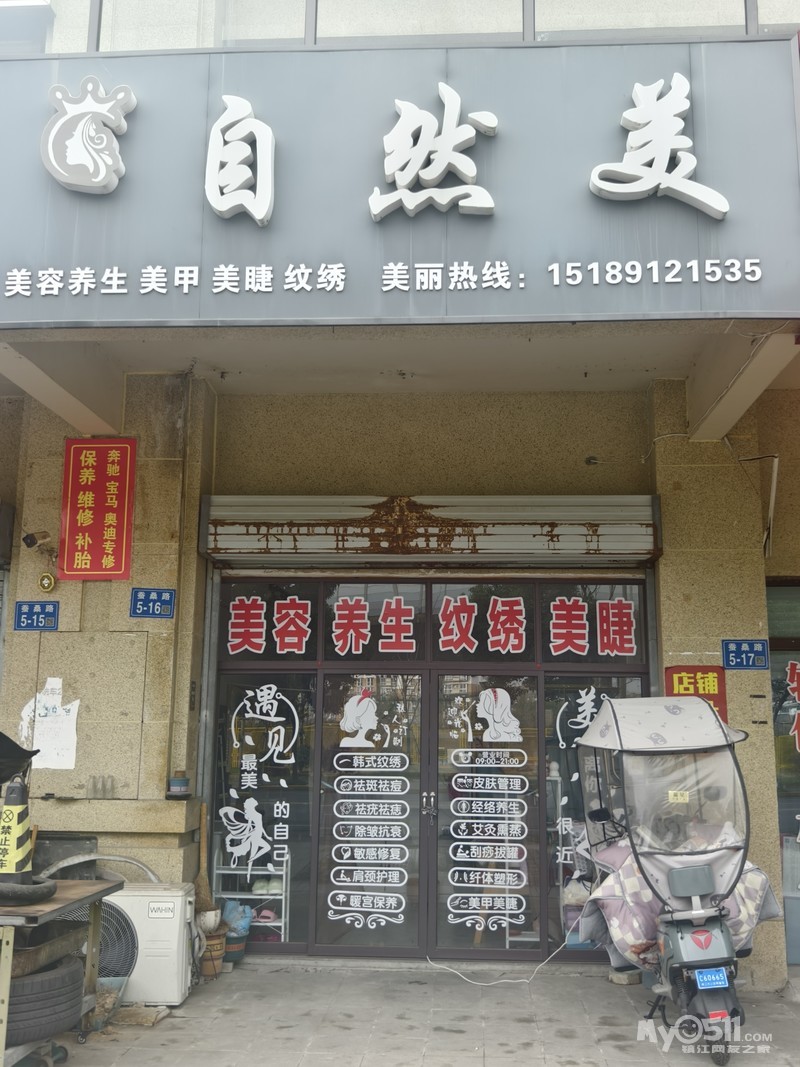 自然美
美容养生 美甲 美睫 纹绣 美丽热线：15189121535
奔驰 宝马 奥迪专修
保养 维修 补胎
蚕桑路
5-15
蚕桑路
5-16
蚕桑路
5-17
美容 养生 纹绣 美睫
店铺
遇见
最美
的自己
韩式纹绣
祛斑祛痘
祛疣祛痣
除皱抗衰
敏感修复
肩颈护理
暖宫保养
营业时间
09:00-21:00
皮肤管理
经络养生
艾灸熏蒸
刮痧拔罐
纤体塑形
美甲美睫
美
很近
禁止停车
WAHIN
C60665
MyO511.COM
镇江网友之家